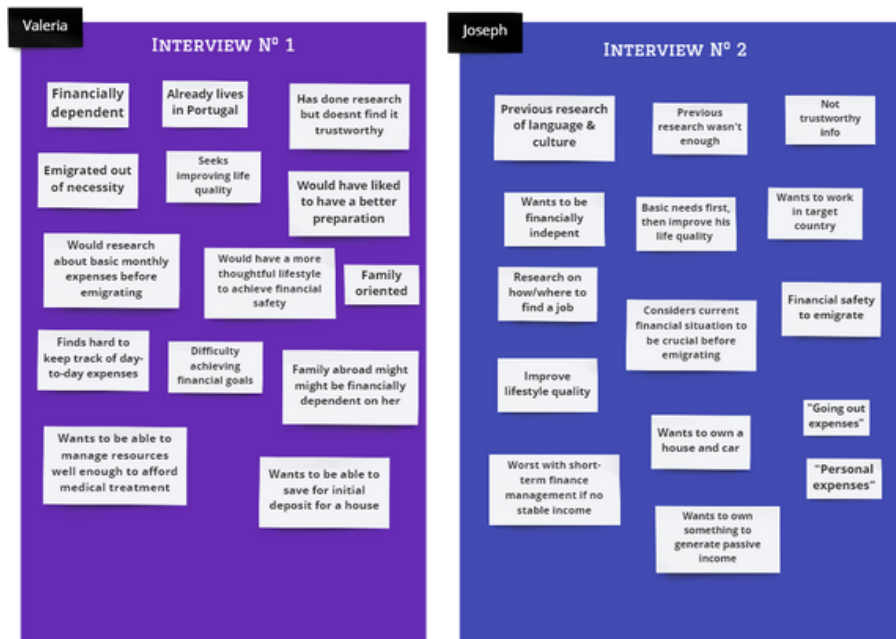 Valeria
INTERVIEW Nº 1
Financially
dependent
Already lives
in Portugal
Has done research
but doesnt find it
trustworthy
Emigrated out
of necessity
Seeks
improving life
quality
Would have liked
to have a better
preparation
Would research
about basic monthly
expenses before
emigrating
Would have a more
thoughtful lifestyle
to achieve financial
safety
Family
oriented
Finds hard to
keep track of day-
to-day expenses
Difficulty
achieving
financial goals
Family abroad might
might be financially
dependent on her
Wants to be able to
manage resources
well enough to afford
medical treatment
Wants to be able to
save for initial
deposit for a house
Joseph
INTERVIEW Nº 2
Previous research
of language &
culture
Previous
research wasn't
enough
Not
trustworthy
info
Wants to be
financially
indepent
Basic needs first,
then improve his
life quality
Wants to work
in target
country
Research on
how/where to
find a job
Considers current
financial situation to
be crucial before
emigrating
Financial safety
to emigrate
Improve
lifestyle quality
Wants to own a
house and car
"Going out
expenses"
Worst with short-
term finance
management if no
stable income
"Personal
expenses"
Wants to own
something to
generate passive
income